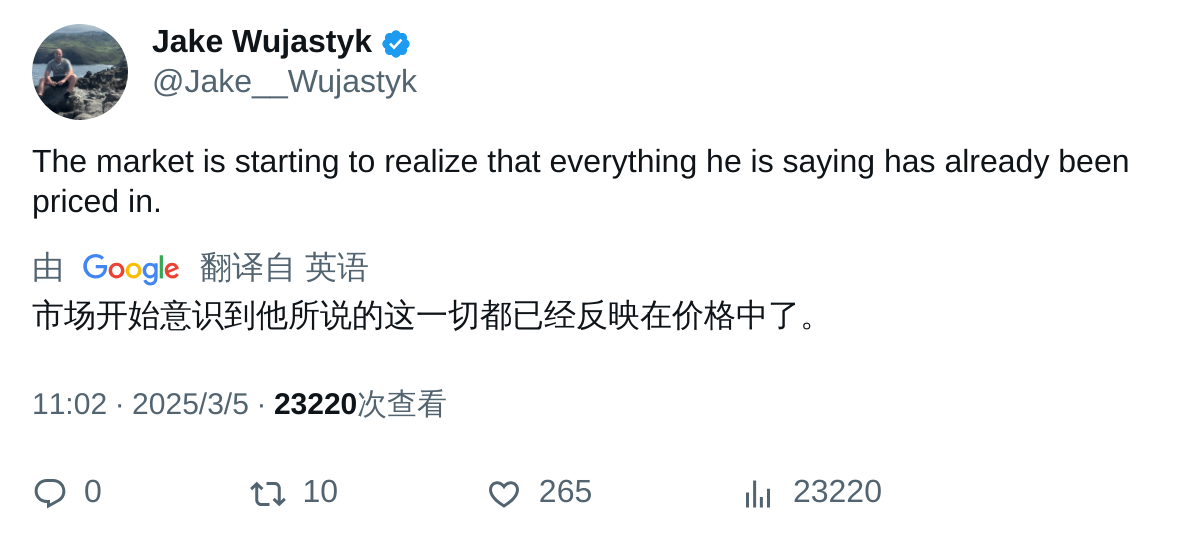 Jake Wujastyk
@Jake__Wujastyk
The market is starting to realize that everything he is saying has already been
priced in.
由 Google 翻译自 英语
市场开始意识到他所说的这一切都已经反映在价格中了。
11:02 · 2025/3/5 · 23220次查看
0 10 265 23220